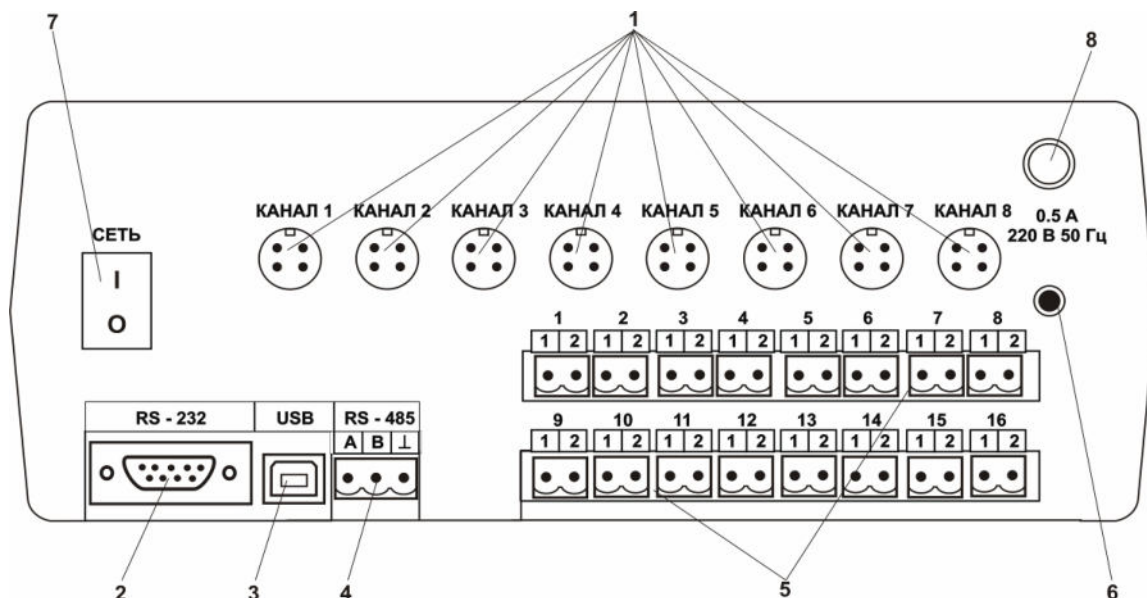 7 1 8
КАНАЛ 1 КАНАЛ 2 КАНАЛ 3 КАНАЛ 4 КАНАЛ 5 КАНАЛ 6 КАНАЛ 7 КАНАЛ 8
0.5 А
220 В 50 Гц
СЕТЬ
I
O
1 2 3 4 5 6 7 8
1 2 1 2 1 2 1 2 1 2 1 2 1 2 1 2
RS - 232 USB RS - 485
A B ⊥
9 10 11 12 13 14 15 16
1 2 1 2 1 2 1 2 1 2 1 2 1 2 1 2
2 3 4 5 6